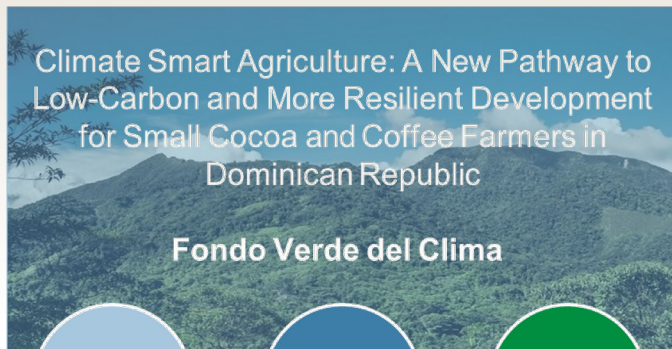 Climate Smart Agriculture: A New Pathway to
Low-Carbon and More Resilient Development
for Small Cocoa and Coffee Farmers in
Dominican Republic
Fondo Verde del Clima